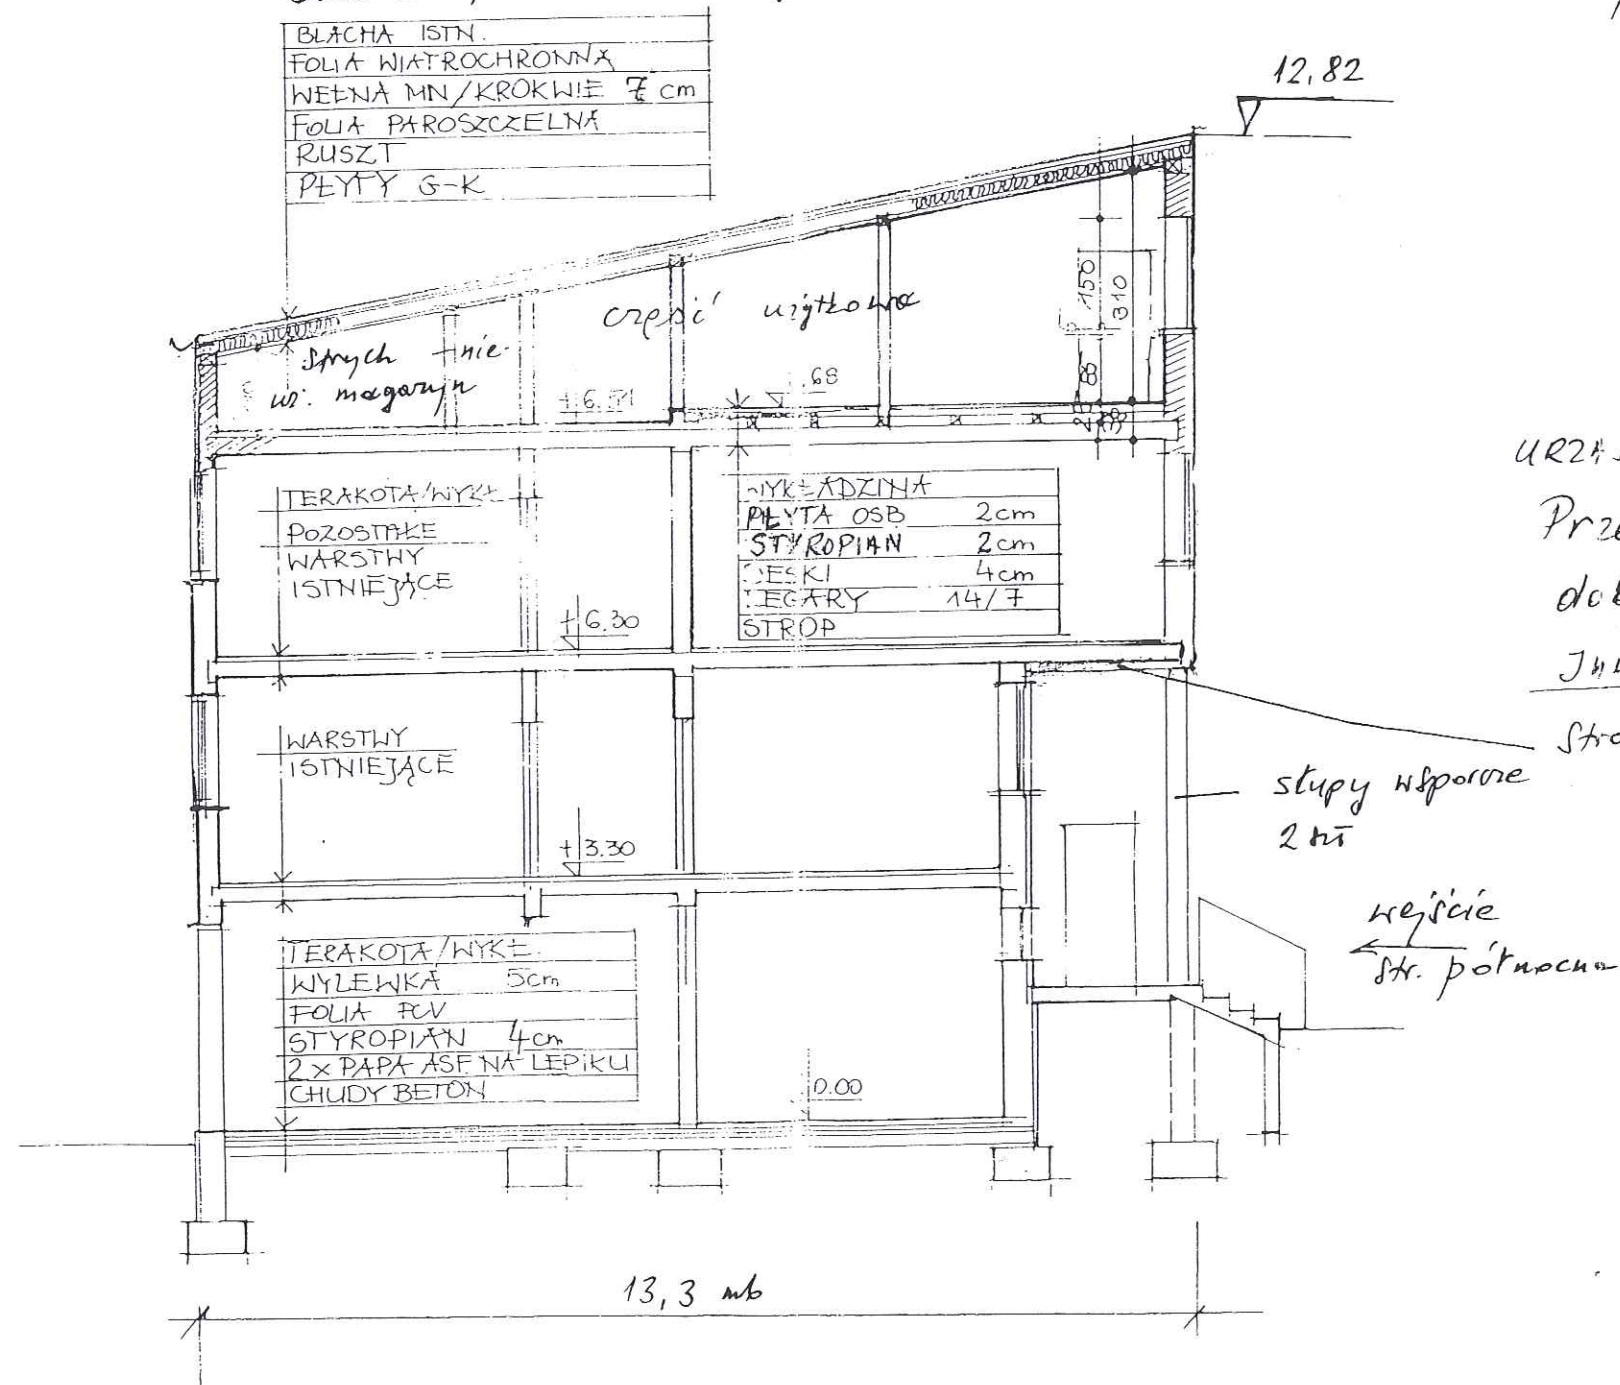 BLACHA ISTN.
FOLIA WIATROCHRONNA
WEŁNA MN/KROKWIE 7 cm
FOLIA PAROSZCZELNA
RUSZT
PŁYTY G-K
12,82
część użytkowa
strych nie-
uż. magazyn
150
310
88
.68
TERAKOTA/WYKŁ
POZOSTAŁE
WARSTWY
ISTNIEJĄCE
+6.30
WYKŁADZINA
PŁYTA OSB 2cm
STYROPIAN 2cm
DESKI 4cm
LEGARY 14/7
STROP
WARSTWY
ISTNIEJĄCE
+3.30
słupy wsporcze
2 szt
wejście
str. północna
TERAKOTA/WYKŁ.
WYLEWKA 5cm
FOLIA PCV
STYROPIAN 4cm
2x PAPA ASF. NA LEPIKU
CHUDY BETON
0.00
13,3 mb